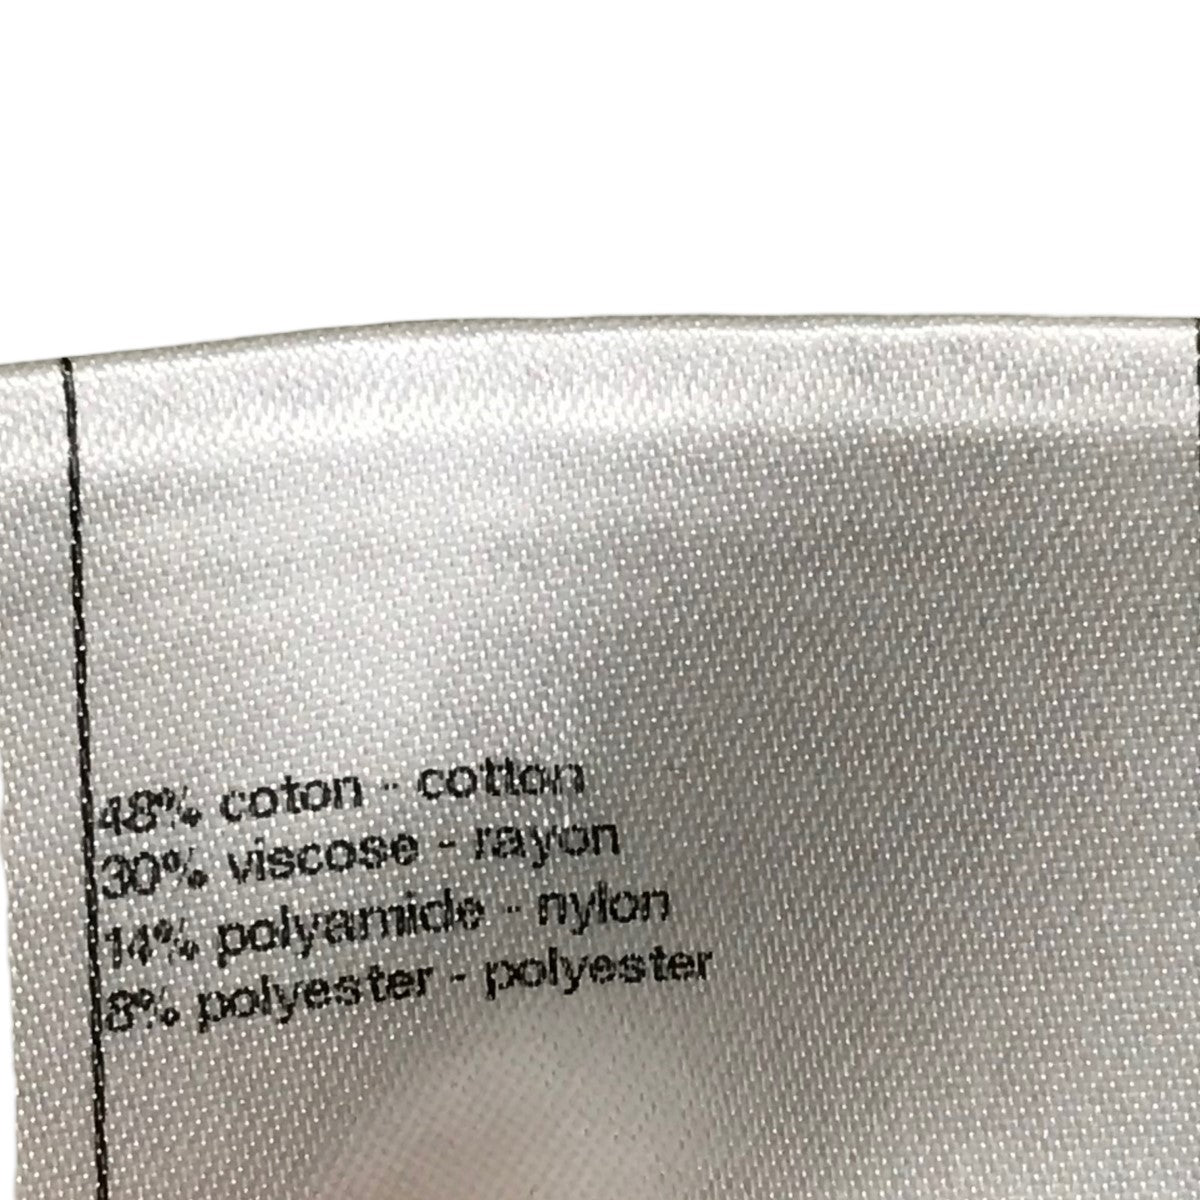 48% coton - cotton
30% viscose - rayon
14% polyamide - nylon
8% polyester - polyester